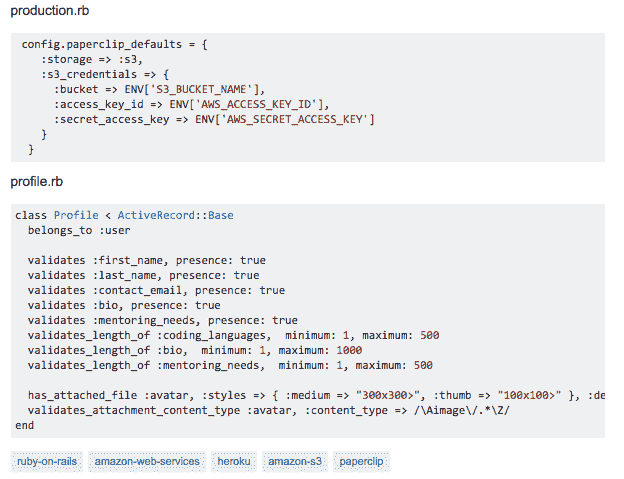 production.rb
config.paperclip_defaults = {
:storage => :s3,
:s3_credentials => {
:bucket => ENV['S3_BUCKET_NAME'],
:access_key_id => ENV['AWS_ACCESS_KEY_ID'],
:secret_access_key => ENV['AWS_SECRET_ACCESS_KEY']
}
}
profile.rb
class Profile < ActiveRecord::Base
belongs_to :user
validates :first_name, presence: true
validates :last_name, presence: true
validates :contact_email, presence: true
validates :bio, presence: true
validates :mentoring_needs, presence: true
validates_length_of :coding_languages,  minimum: 1, maximum: 500
validates_length_of :bio,  minimum: 1, maximum: 1000
validates_length_of :mentoring_needs,  minimum: 1, maximum: 500
has_attached_file :avatar, :styles => { :medium => "300x300>", :thumb => "100x100>" }, :de
validates_attachment_content_type :avatar, :content_type => /\Aimage\/.*\Z/
end
ruby-on-rails amazon-web-services heroku amazon-s3 paperclip